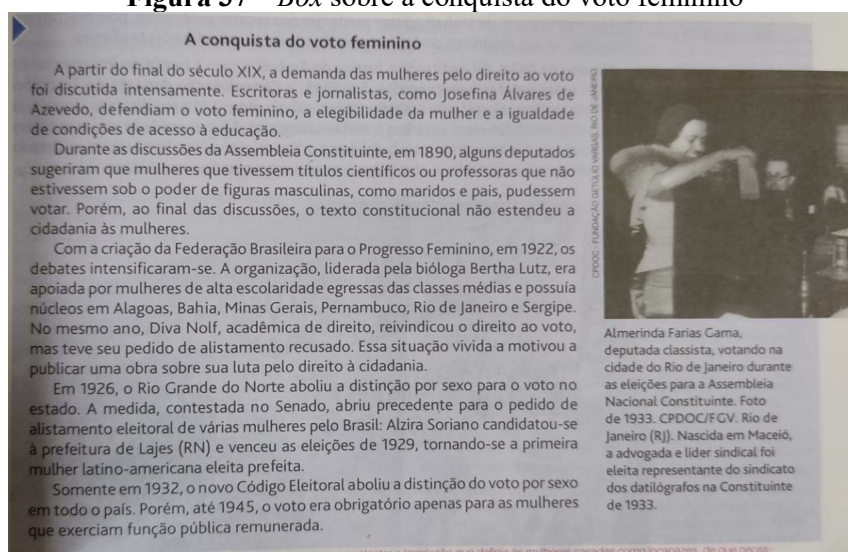 Figura 37 – Box sobre a conquista do voto feminino
A conquista do voto feminino
A partir do final do século XIX, a demanda das mulheres pelo direito ao voto
foi discutida intensamente. Escritoras e jornalistas, como Josefina Álvares de
Azevedo, defendiam o voto feminino, a elegibilidade da mulher e a igualdade
de condições de acesso à educação.
Durante as discussões da Assembleia Constituinte, em 1890, alguns deputados
sugeriram que mulheres que tivessem títulos científicos ou professoras que não
estivessem sob o poder de figuras masculinas, como maridos e pais, pudessem
votar. Porém, ao final das discussões, o texto constitucional não estendeu a
cidadania às mulheres.
Com a criação da Federação Brasileira para o Progresso Feminino, em 1922, os
debates intensificaram-se. A organização, liderada pela bióloga Bertha Lutz, era
apoiada por mulheres de alta escolaridade egressas das classes médias e possuía
núcleos em Alagoas, Bahia, Minas Gerais, Pernambuco, Rio de Janeiro e Sergipe.
No mesmo ano, Diva Nolf, acadêmica de direito, reivindicou o direito ao voto,
mas teve seu pedido de alistamento recusado. Essa situação vivida a motivou a
publicar uma obra sobre sua luta pelo direito à cidadania.
Em 1926, o Rio Grande do Norte aboliu a distinção por sexo para o voto no
estado. A medida, contestada no Senado, abriu precedente para o pedido de
alistamento eleitoral de várias mulheres pelo Brasil: Alzira Soriano candidatou-se
à prefeitura de Lajes (RN) e venceu as eleições de 1929, tornando-se a primeira
mulher latino-americana eleita prefeita.
Somente em 1932, o novo Código Eleitoral aboliu a distinção do voto por sexo
em todo o país. Porém, até 1945, o voto era obrigatório apenas para as mulheres
que exerciam função pública remunerada.
CPDOC - FUNDAÇÃO GETÚLIO VARGAS, RIO DE JANEIRO
Almerinda Farias Gama,
deputada classista, votando na
cidade do Rio de Janeiro durante
as eleições para a Assembleia
Nacional Constituinte. Foto
de 1933. CPDOC/FGV. Rio de
Janeiro (RJ). Nascida em Maceió,
a advogada e líder sindical foi
eleita representante do sindicato
dos datilógrafos na Constituinte
de 1933.